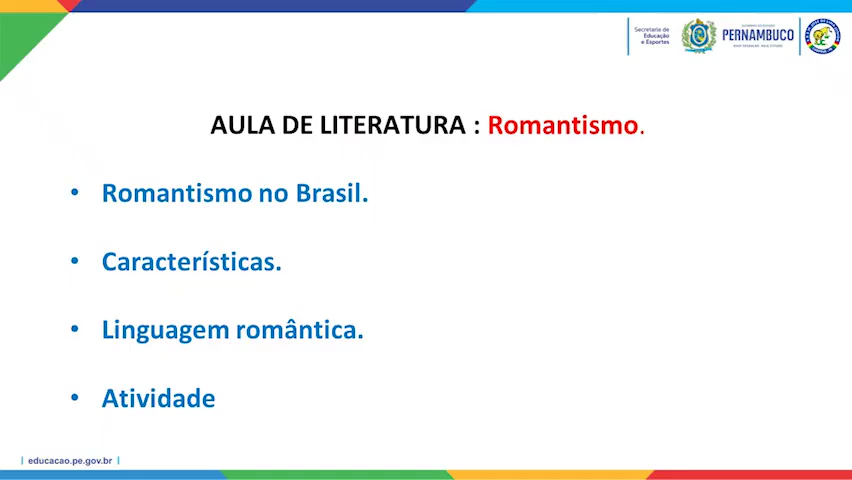 Secretaria de
Educação
e Esportes
PERNAMBUCO
AULA DE LITERATURA : Romantismo.
• Romantismo no Brasil.
• Características.
• Linguagem romântica.
• Atividade
| educacao.pe.gov.br |